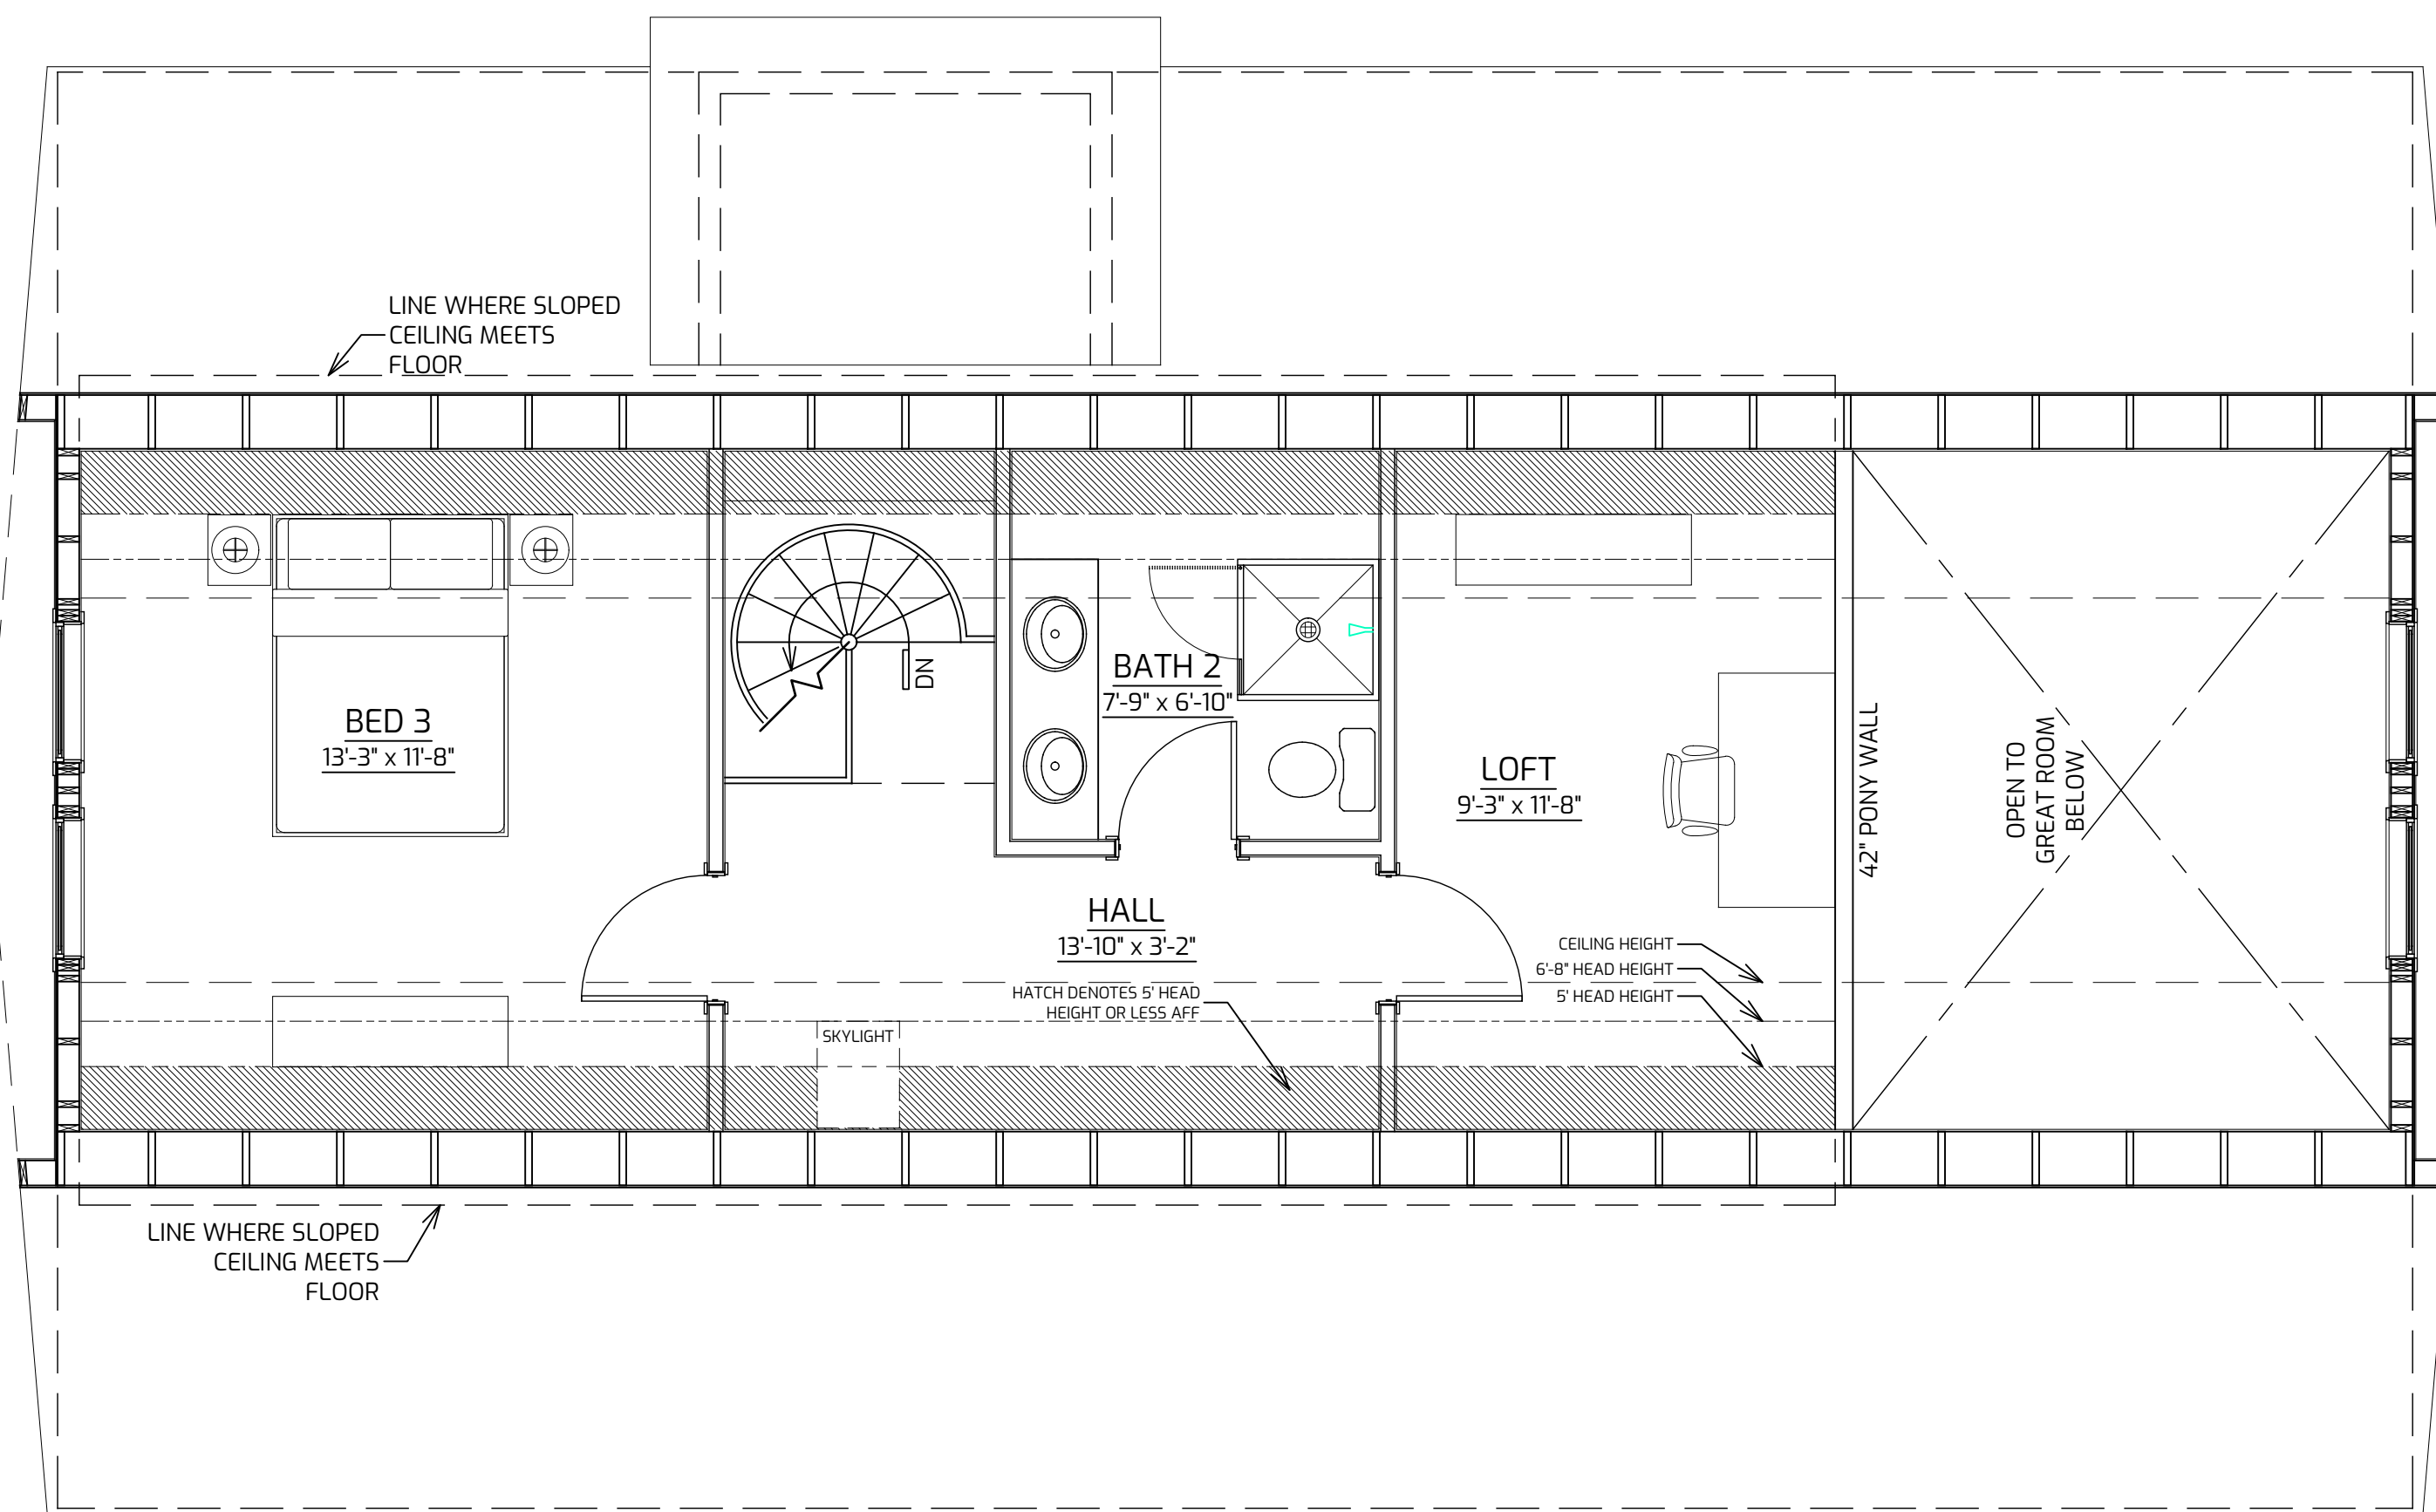 LINE WHERE SLOPED
CEILING MEETS
FLOOR
DN
BED 3
13'-3" x 11'-8"
BATH 2
7'-9" x 6'-10"
LOFT
9'-3" x 11'-8"
42" PONY WALL
OPEN TO
GREAT ROOM
BELOW
HALL
13'-10" x 3'-2"
CEILING HEIGHT
6'-8" HEAD HEIGHT
5' HEAD HEIGHT
HATCH DENOTES 5' HEAD
HEIGHT OR LESS AFF
SKYLIGHT
LINE WHERE SLOPED
CEILING MEETS
FLOOR